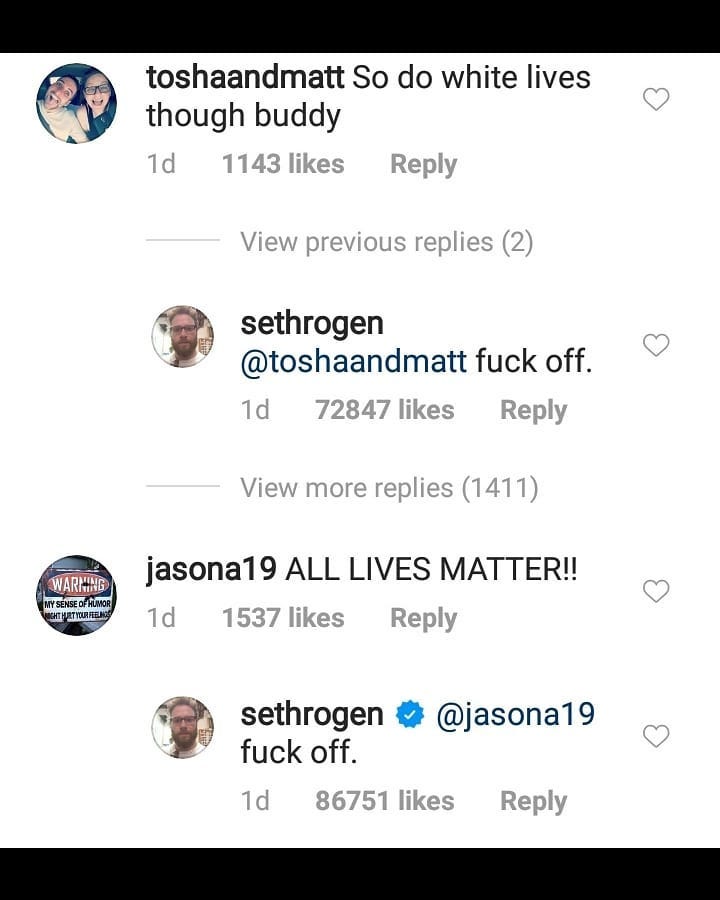 toshaandmatt So do white lives
though buddy
1d 1143 likes Reply
View previous replies (2)
sethrogen
@toshaandmatt fuck off.
1d 72847 likes Reply
View more replies (1411)
WARNING
MY SENSE OF HUMOR
MIGHT HURT YOUR FEELINGS
jasona19 ALL LIVES MATTER!!
1d 1537 likes Reply
sethrogen @jasona19
fuck off.
1d 86751 likes Reply